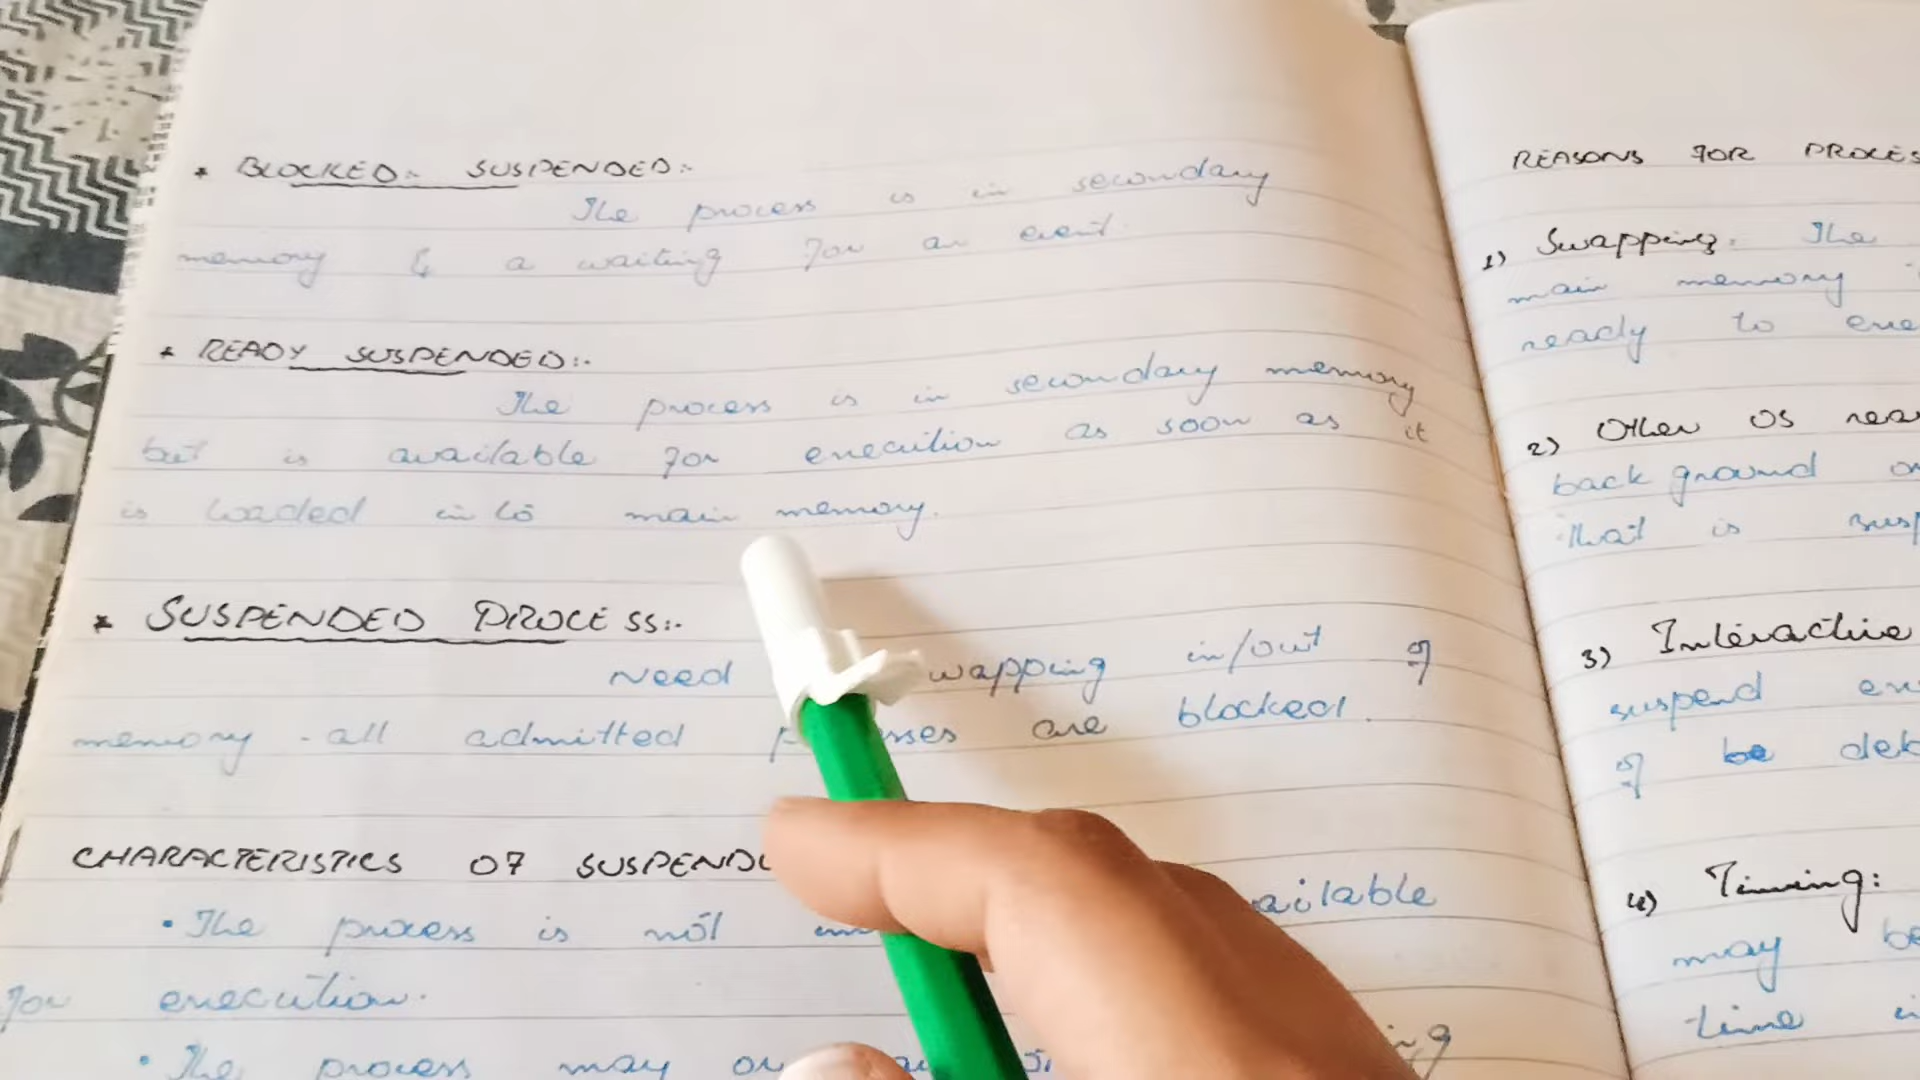 * BLOCKED:- SUSPENDED:-
The process is in secondary
memory & a waiting for an event.
* READY SUSPENDED:-
The process is in secondary memory
but is available for execution as soon as it
is loaded in to main memory.
* SUSPENDED PROCESS:-
Need wapping in/out of
memory - all admitted are blocked.
CHARACTERISTICS OF
• The process is not
for execution.
• The process may or
REASONS FOR
1) Swapping: The
main memory
ready to
2) Other OS
back ground
that is
3) Interactive
suspend
of be
4) Timing:
may
time